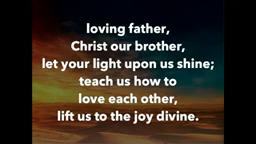 loving father,
Christ our brother,
let your light upon us shine;
teach us how to
love each other,
lift us to the joy divine.